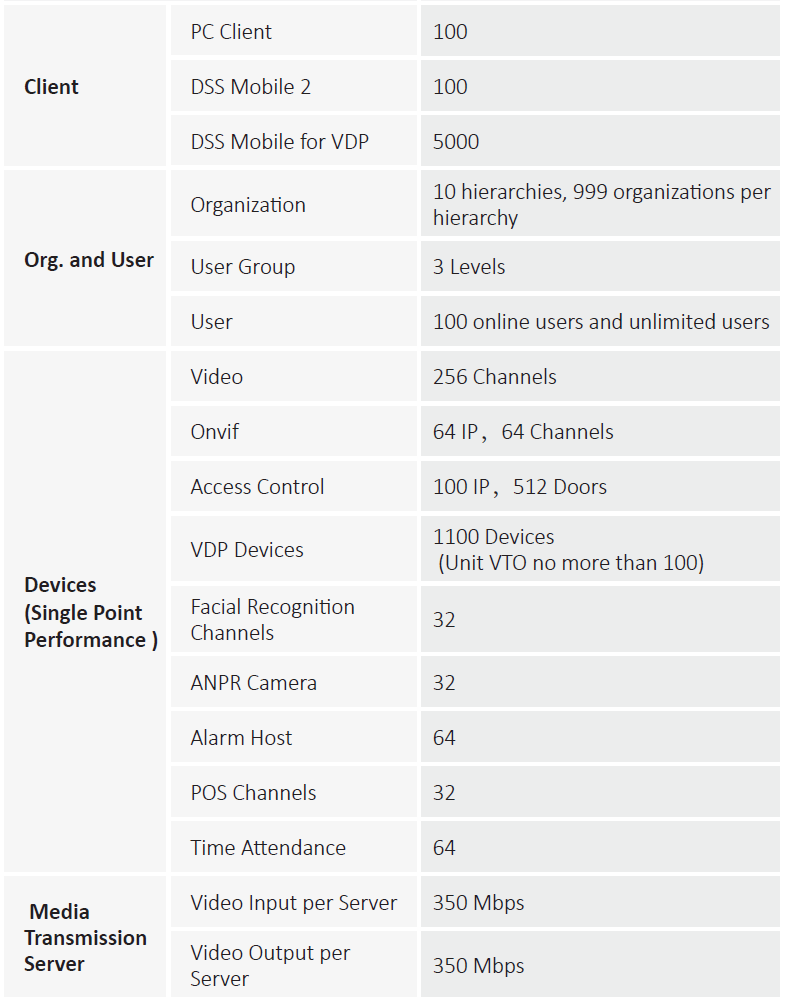 Client
PC Client
100
DSS Mobile 2
100
DSS Mobile for VDP
5000
Org. and User
Organization
10 hierarchies, 999 organizations per
hierarchy
User Group
3 Levels
User
100 online users and unlimited users
Devices
(Single Point
Performance )
Video
256 Channels
Onvif
64 IP，64 Channels
Access Control
100 IP，512 Doors
VDP Devices
1100 Devices
(Unit VTO no more than 100)
Facial Recognition
Channels
32
ANPR Camera
32
Alarm Host
64
POS Channels
32
Time Attendance
64
Media
Transmission
Server
Video Input per Server
350 Mbps
Video Output per
Server
350 Mbps